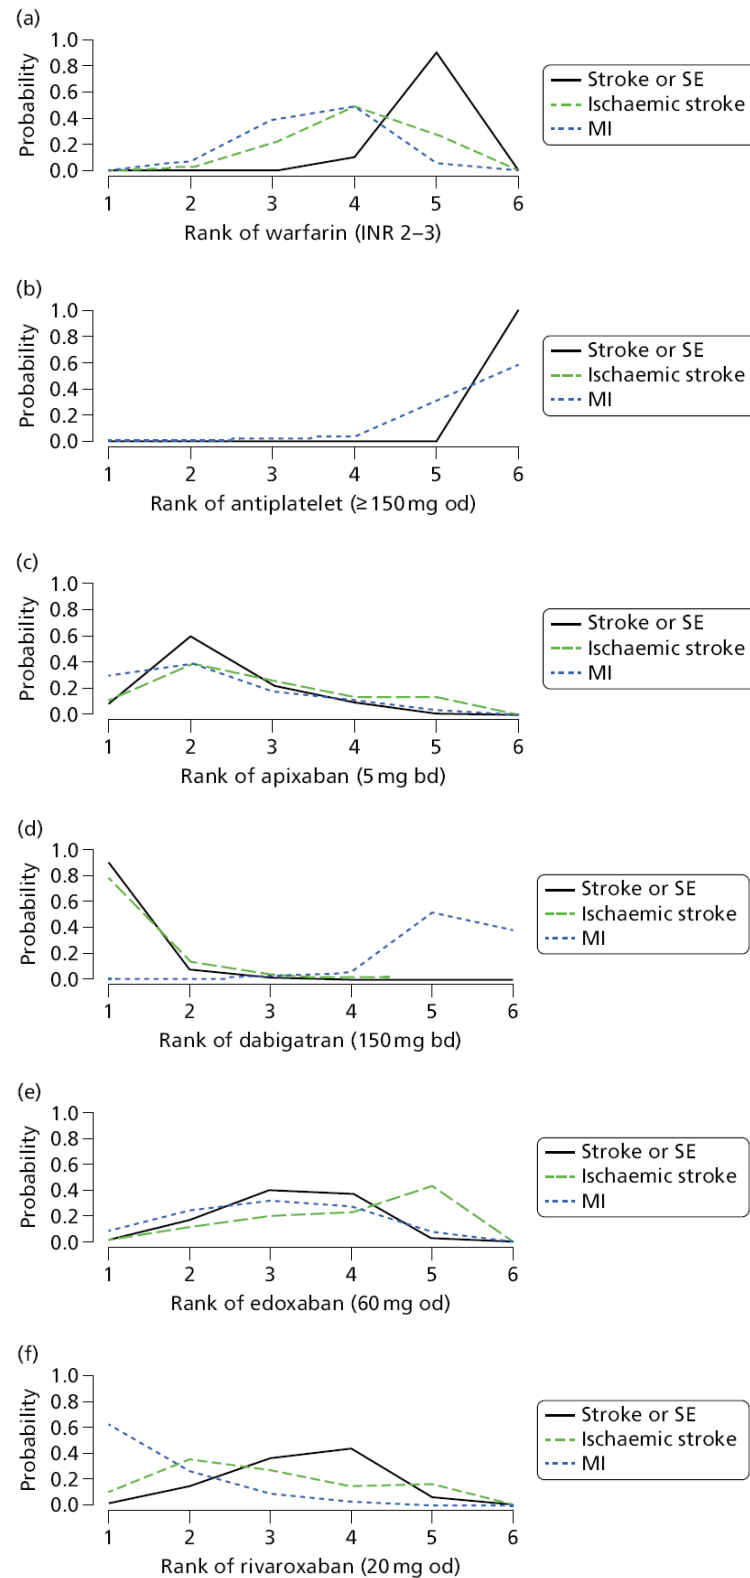 (a)
1.0
0.8
0.6
0.4
0.2
0.0
Probability
1 2 3 4 5 6
Rank of warfarin (INR 2–3)
Stroke or SE
Ischaemic stroke
MI
(b)
1.0
0.8
0.6
0.4
0.2
0.0
Probability
1 2 3 4 5 6
Rank of antiplatelet (≥150 mg od)
Stroke or SE
Ischaemic stroke
MI
(c)
1.0
0.8
0.6
0.4
0.2
0.0
Probability
1 2 3 4 5 6
Rank of apixaban (5 mg bd)
Stroke or SE
Ischaemic stroke
MI
(d)
1.0
0.8
0.6
0.4
0.2
0.0
Probability
1 2 3 4 5 6
Rank of dabigatran (150 mg bd)
Stroke or SE
Ischaemic stroke
MI
(e)
1.0
0.8
0.6
0.4
0.2
0.0
Probability
1 2 3 4 5 6
Rank of edoxaban (60 mg od)
Stroke or SE
Ischaemic stroke
MI
(f)
1.0
0.8
0.6
0.4
0.2
0.0
Probability
1 2 3 4 5 6
Rank of rivaroxaban (20 mg od)
Stroke or SE
Ischaemic stroke
MI